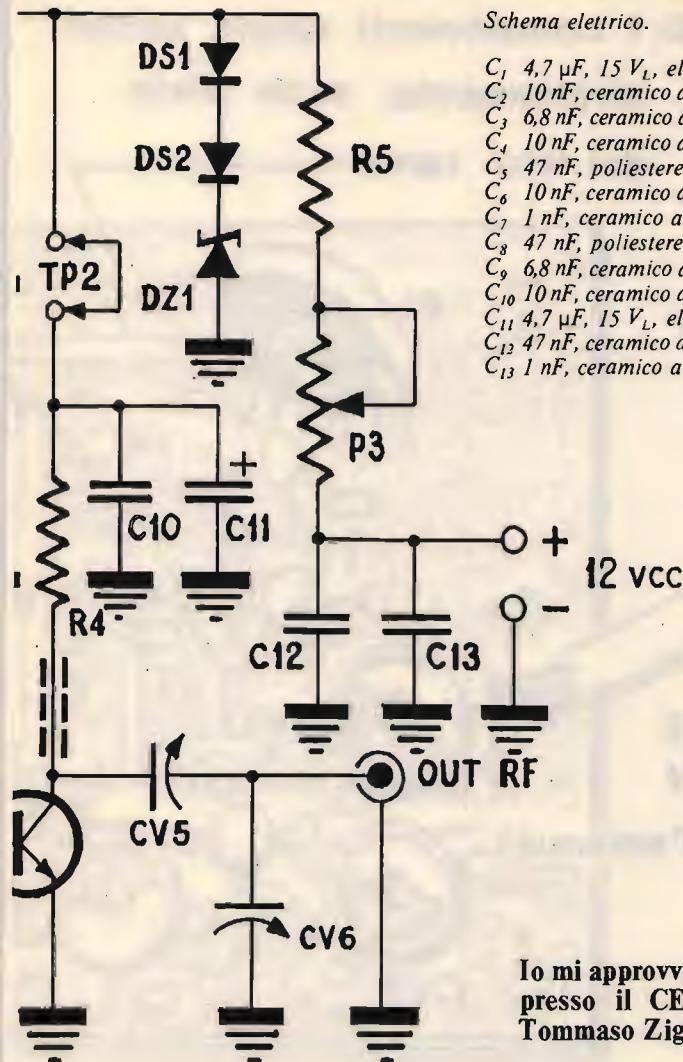 Schema elettrico.
C1 4,7 µF, 15 VL, el
C2 10 nF, ceramico a
C3 6,8 nF, ceramico a
C4 10 nF, ceramico a
C5 47 nF, poliestere
C6 10 nF, ceramico a
C7 1 nF, ceramico a
C8 47 nF, poliestere
C9 6,8 nF, ceramico a
C10 10 nF, ceramico a
C11 4,7 µF, 15 VL, el
C12 47 nF, ceramico a
C13 1 nF, ceramico a
DS1
DS2
R5
TP2
DZ1
P3
+
C10
C11
+
12 VCC
-
R4
C12
C13
OUT RF
CV5
CV6
Io mi approvv
presso il CE
Tommaso Zig